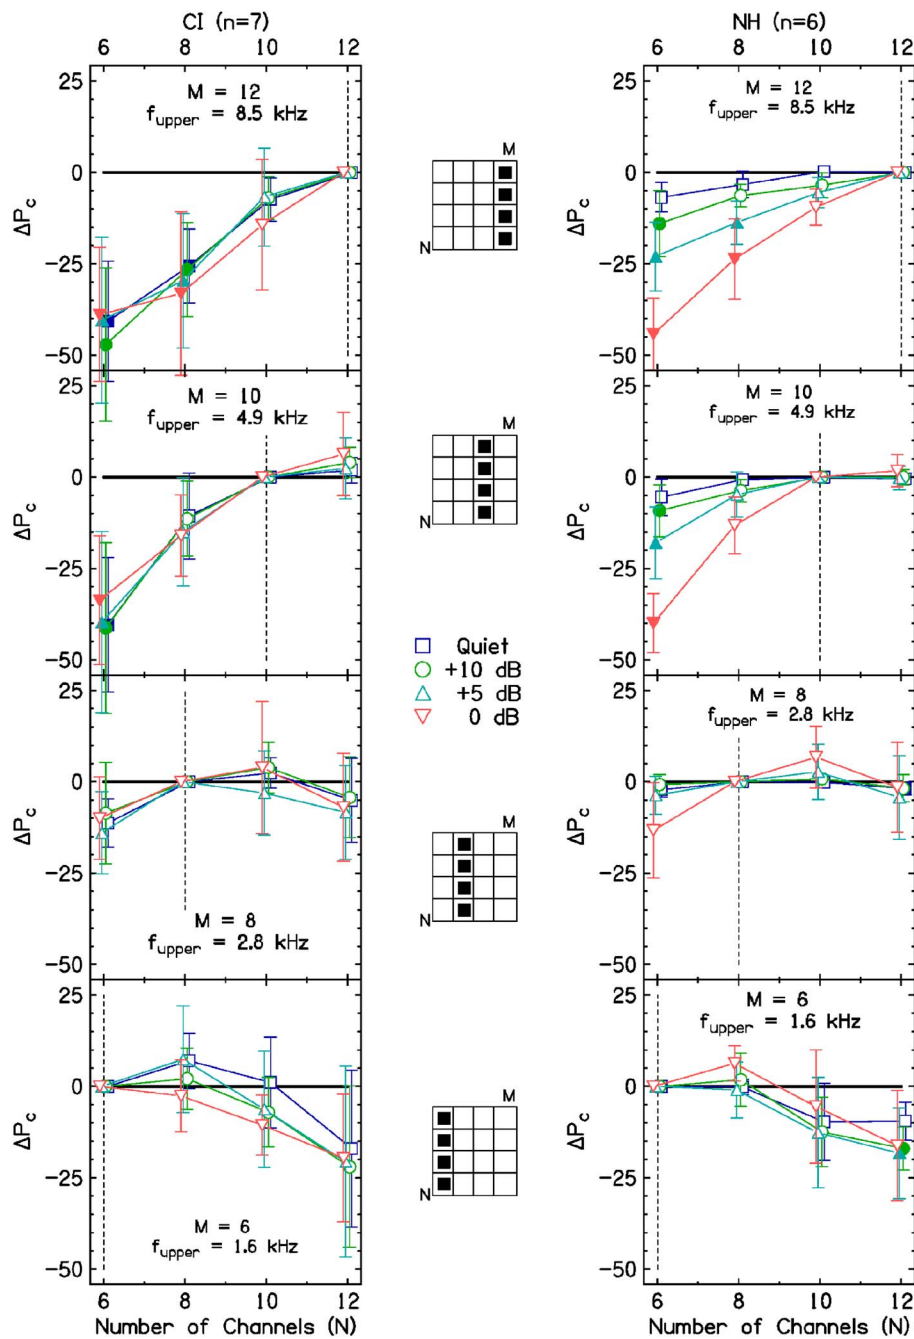 CI (n=7)
NH (n=6)
6 8 10 12
6 8 10 12
M = 12
f_upper = 8.5 kHz
M = 12
f_upper = 8.5 kHz
25
0
−25
−50
ΔP_c
M
N
25
0
−25
−50
ΔP_c
M = 10
f_upper = 4.9 kHz
M = 10
f_upper = 4.9 kHz
25
0
−25
−50
ΔP_c
M
N
25
0
−25
−50
ΔP_c
Quiet
+10 dB
+5 dB
0 dB
25
0
−25
−50
ΔP_c
M = 8
f_upper = 2.8 kHz
M
N
M = 8
f_upper = 2.8 kHz
25
0
−25
−50
ΔP_c
25
0
−25
−50
ΔP_c
M = 6
f_upper = 1.6 kHz
M
N
M = 6
f_upper = 1.6 kHz
25
0
−25
−50
ΔP_c
6 8 10 12
Number of Channels (N)
6 8 10 12
Number of Channels (N)